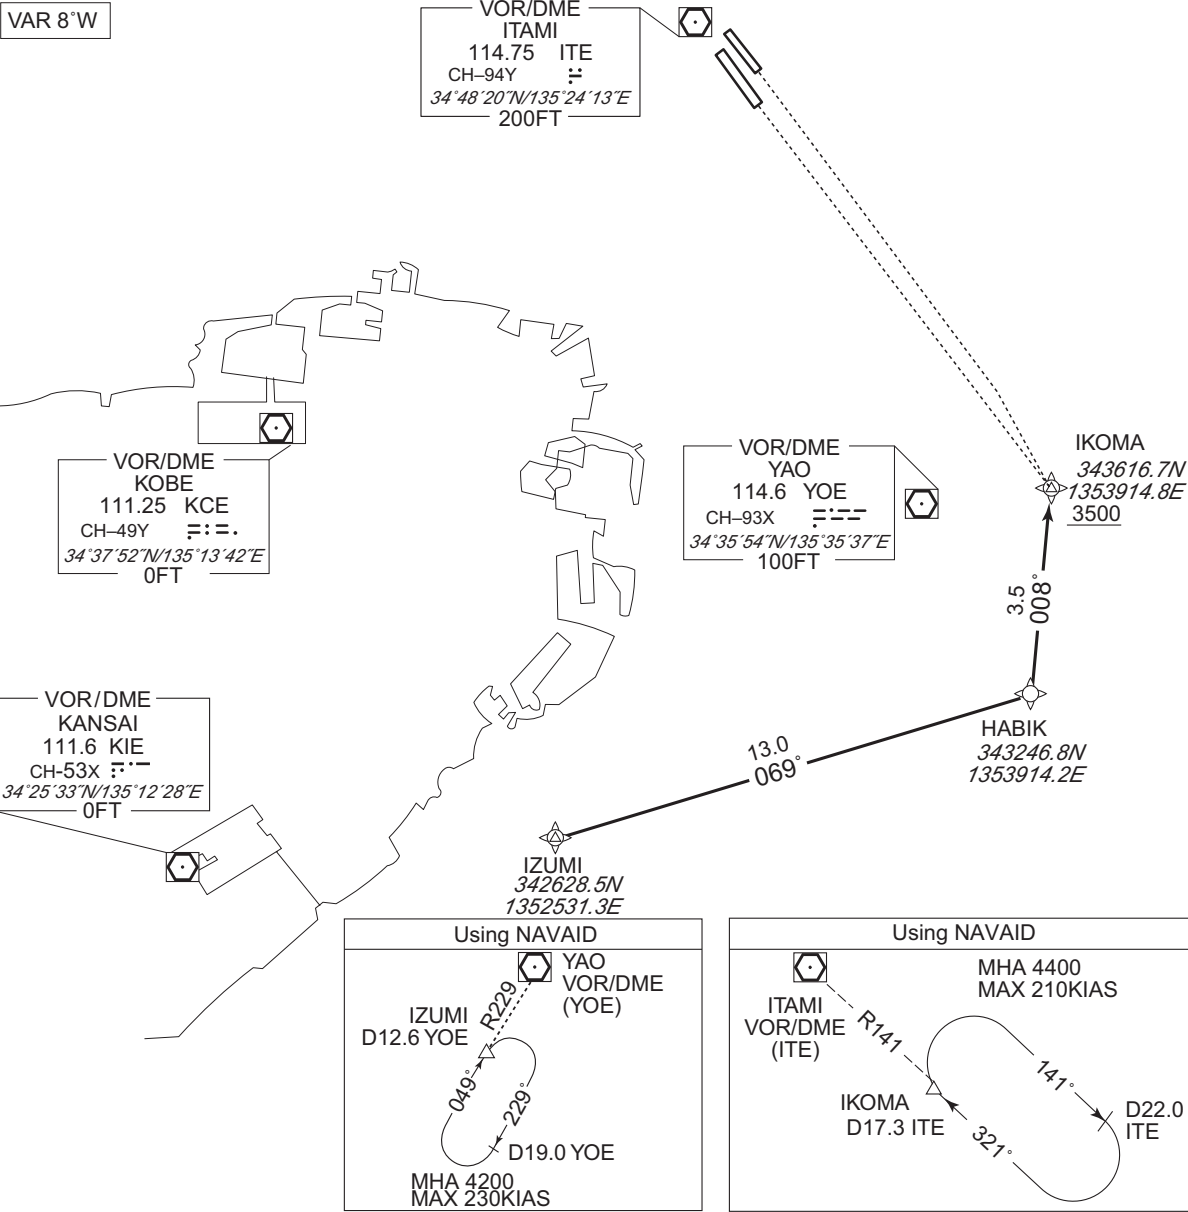 VAR 8°W
VOR/DME
ITAMI
114.75 ITE
CH–94Y
34°48´20˝N/135°24´13˝E
200FT
VOR/DME
KOBE
111.25 KCE
CH–49Y
34°37´52˝N/135°13´42˝E
0FT
VOR/DME
YAO
114.6 YOE
CH–93X
34°35´54˝N/135°35´37˝E
100FT
IKOMA
343616.7N
1353914.8E
3500
3.5
008°
VOR/DME
KANSAI
111.6 KIE
CH-53X
34°25´33˝N/135°12´28˝E
0FT
HABIK
343246.8N
1353914.2E
13.0
069°
IZUMI
342628.5N
1352531.3E
Using NAVAID
YAO
VOR/DME
(YOE)
R229
IZUMI
D12.6 YOE
049°
229°
D19.0 YOE
MHA 4200
MAX 230KIAS
Using NAVAID
MHA 4400
MAX 210KIAS
ITAMI
VOR/DME
(ITE)
R141
IKOMA
D17.3 ITE
141°
321°
D22.0
ITE